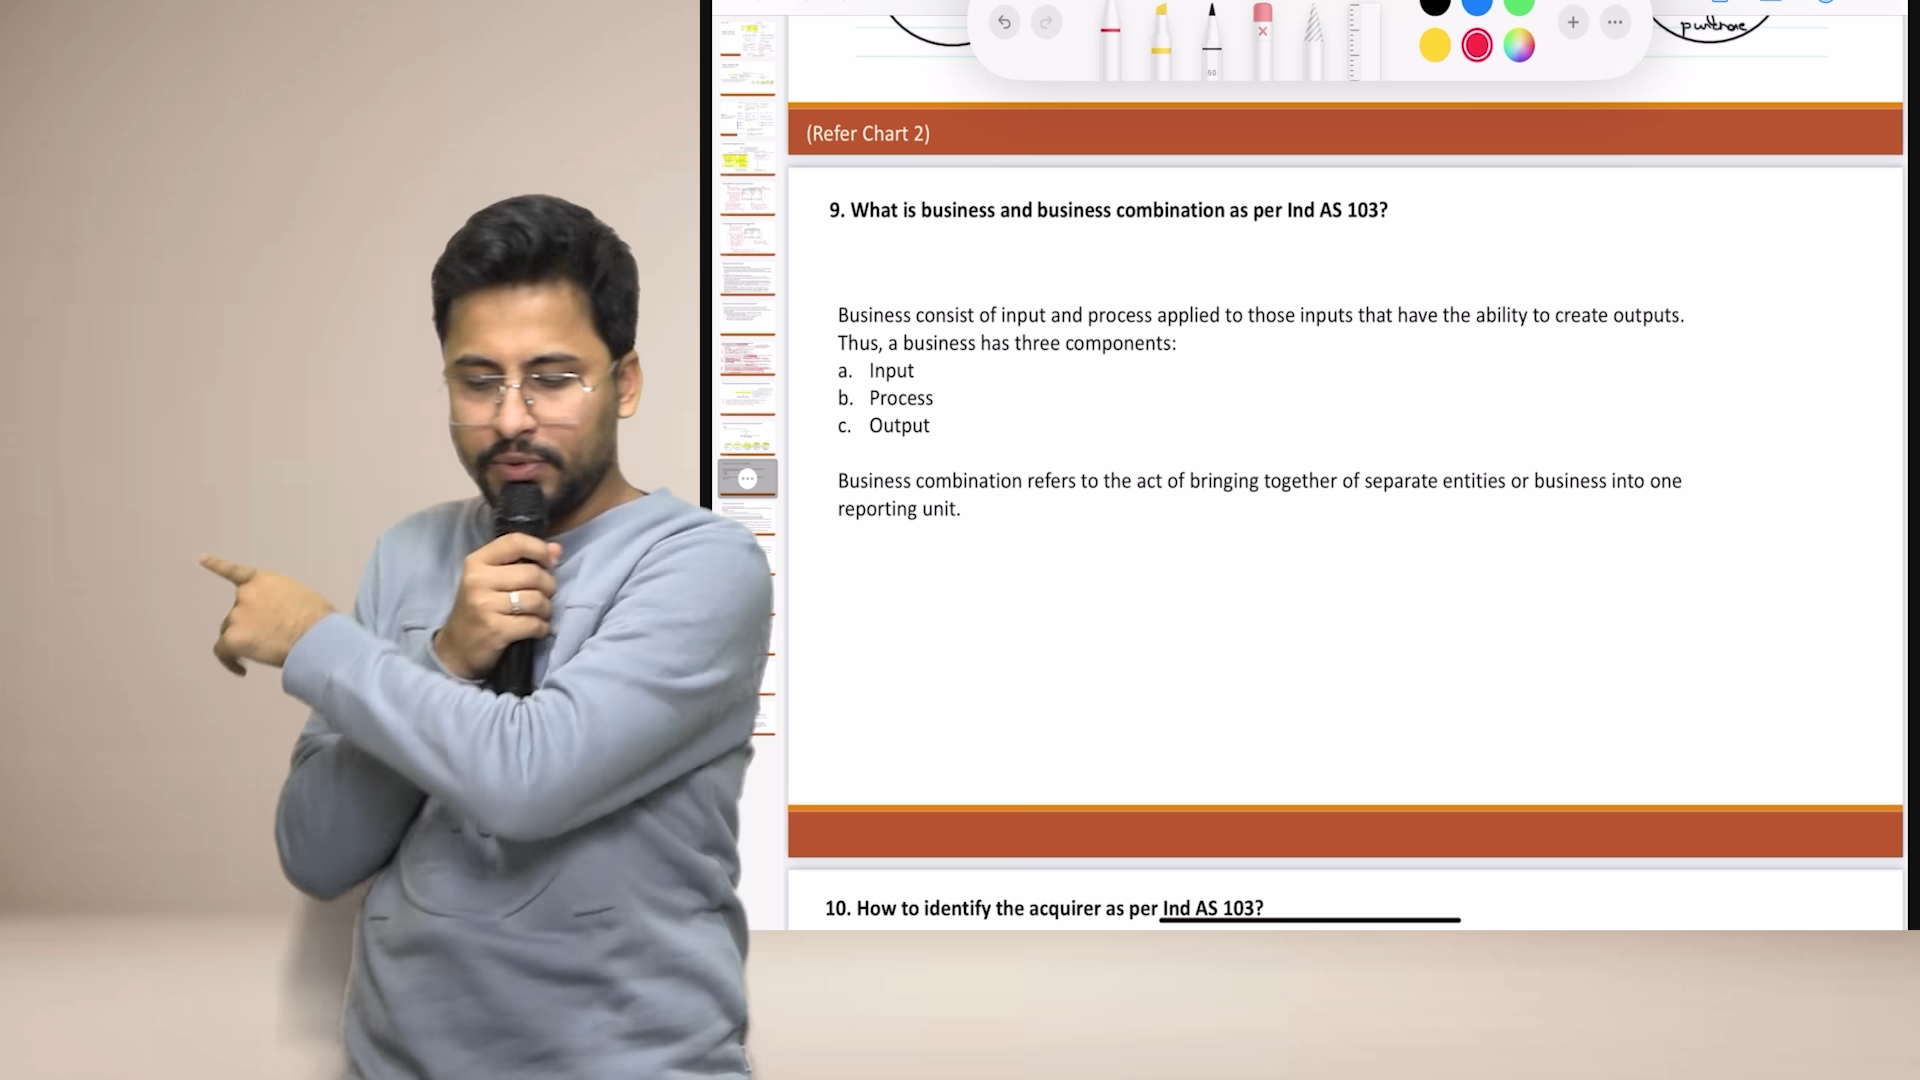 purchase
50
(Refer Chart 2)
9. What is business and business combination as per Ind AS 103?
Business consist of input and process applied to those inputs that have the ability to create outputs.
Thus, a business has three components:
a. Input
b. Process
c. Output
Business combination refers to the act of bringing together of separate entities or business into one
reporting unit.
10. How to identify the acquirer as per Ind AS 103?